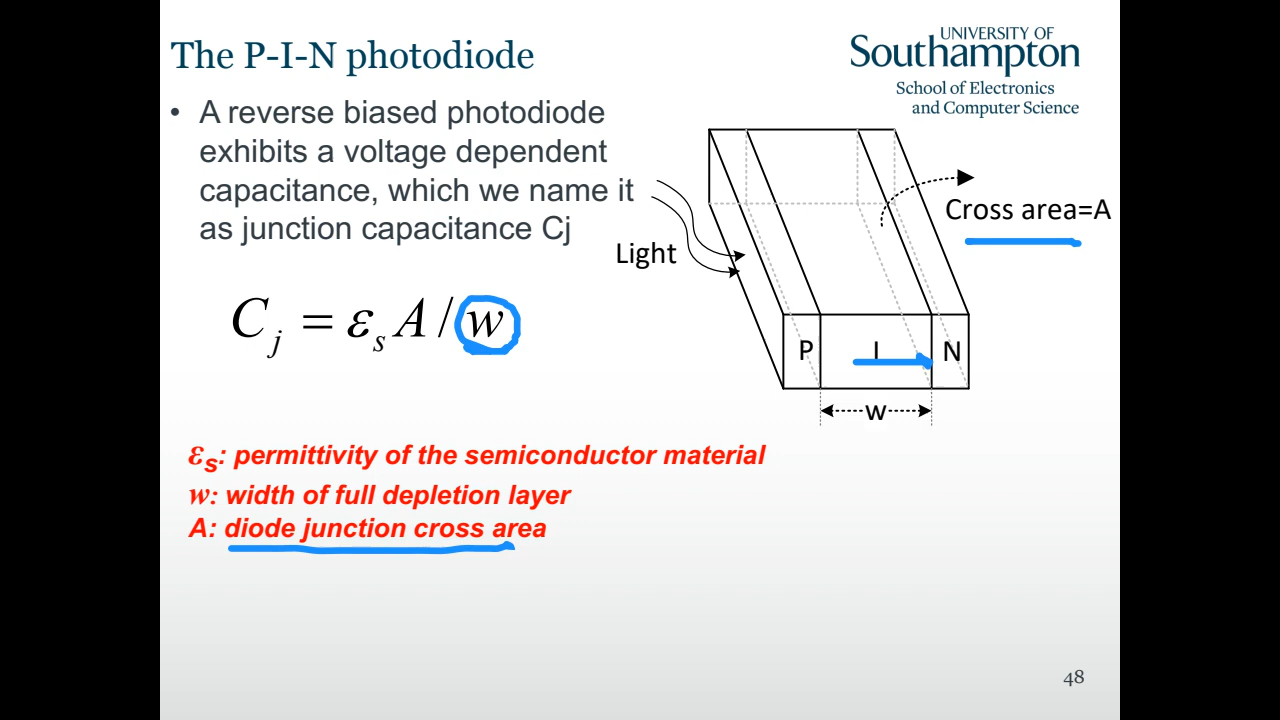 The P-I-N photodiode
UNIVERSITY OF
Southampton
School of Electronics
and Computer Science
• A reverse biased photodiode
exhibits a voltage dependent
capacitance, which we name it
as junction capacitance Cj
Cross area=A
Light
C_j = ε_s A / w
P I N
w
ε_s: permittivity of the semiconductor material
w: width of full depletion layer
A: diode junction cross area
48